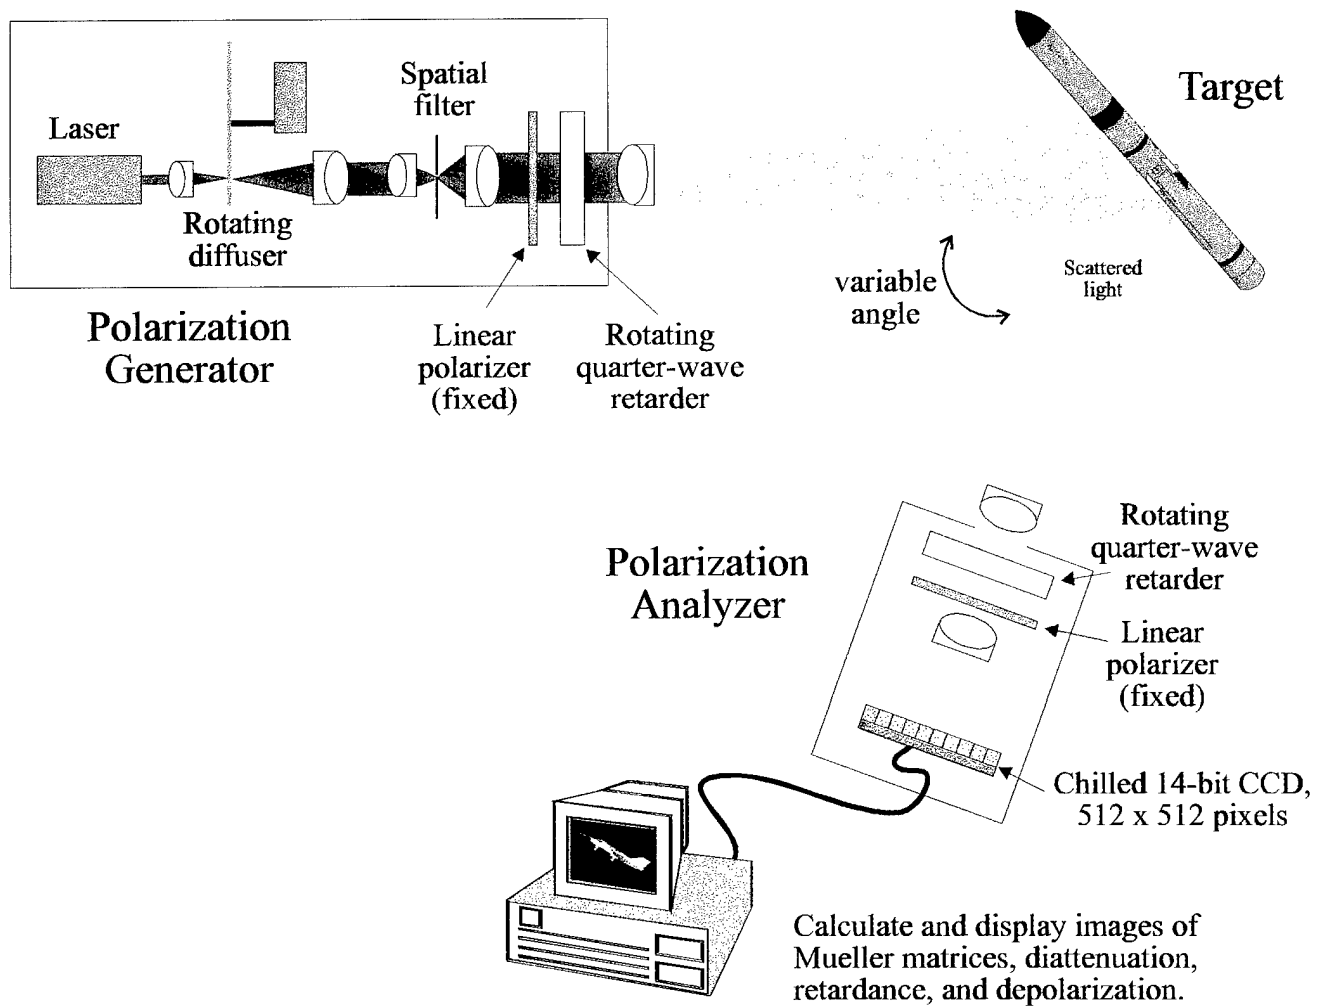 Laser
Spatial
filter
Target
Rotating
diffuser
Polarization
Generator
Linear
polarizer
(fixed)
Rotating
quarter-wave
retarder
variable
angle
Scattered
light
Polarization
Analyzer
Rotating
quarter-wave
retarder
Linear
polarizer
(fixed)
Chilled 14-bit CCD,
512 x 512 pixels
Calculate and display images of
Mueller matrices, diattenuation,
retardance, and depolarization.